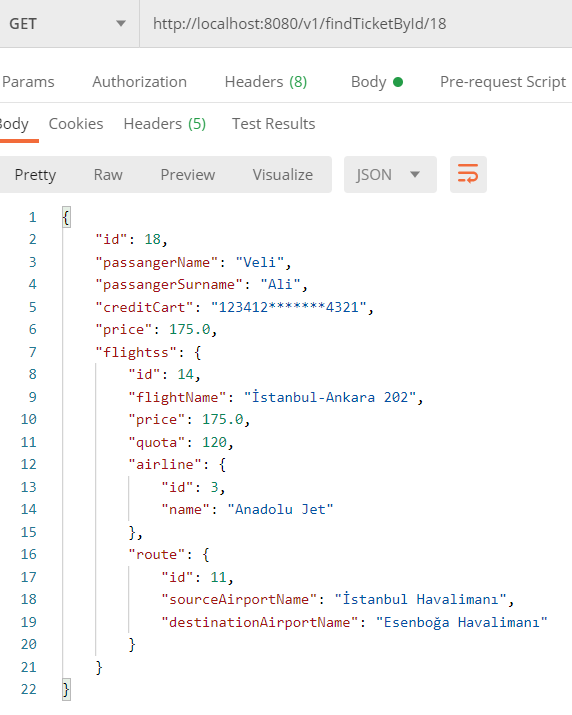 GET http://localhost:8080/v1/findTicketById/18
Params Authorization Headers (8) Body Pre-request Script
Body Cookies Headers (5) Test Results
Pretty Raw Preview Visualize JSON
1 {
2 "id": 18,
3 "passangerName": "Veli",
4 "passangerSurname": "Ali",
5 "creditCart": "123412*******4321",
6 "price": 175.0,
7 "flightss": {
8 "id": 14,
9 "flightName": "İstanbul-Ankara 202",
10 "price": 175.0,
11 "quota": 120,
12 "airline": {
13 "id": 3,
14 "name": "Anadolu Jet"
15 },
16 "route": {
17 "id": 11,
18 "sourceAirportName": "İstanbul Havalimanı",
19 "destinationAirportName": "Esenboğa Havalimanı"
20 }
21 }
22 }